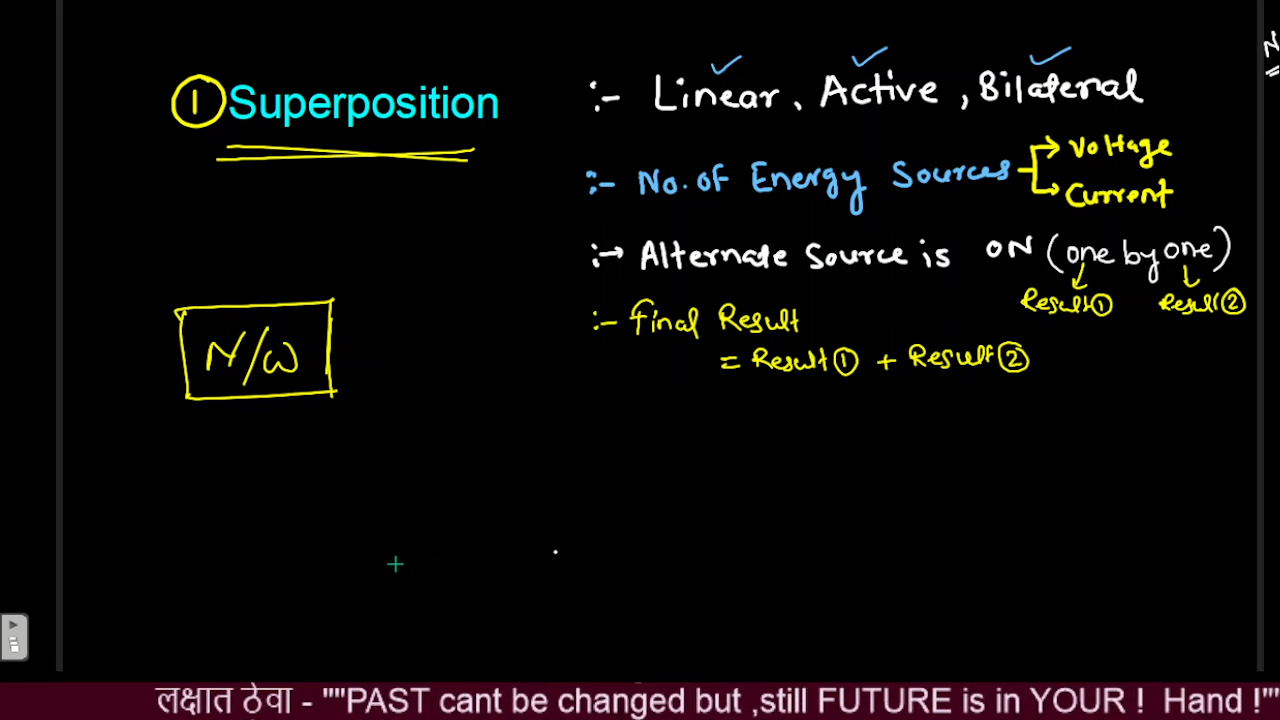 ① Superposition
:- Linear, Active, Bilateral
:- No. of Energy Sources
Voltage
Current
:→ Alternate Source is ON (one by one)
Result① Result②
:- Final Result
= Result① + Result②
N/W
N
लक्षात ठेवा - ""PAST cant be changed but ,still FUTURE is in YOUR ! Hand !""